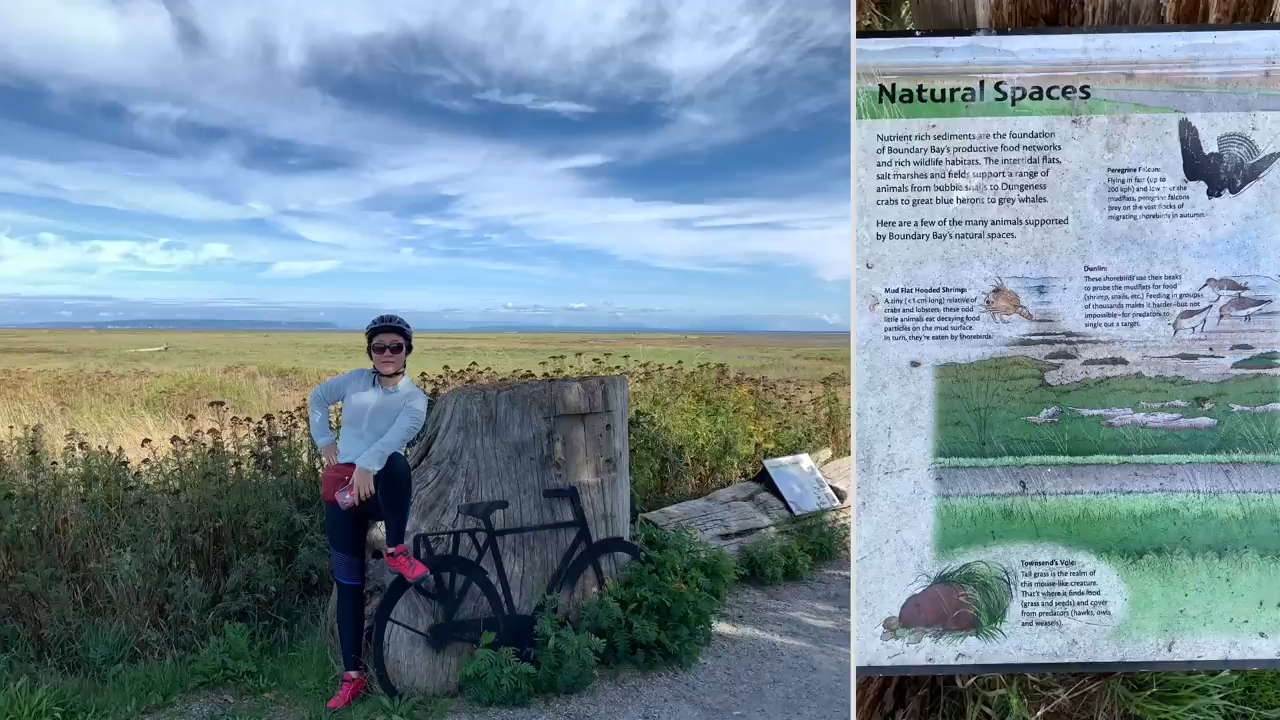 Natural Spaces
Nutrient rich sediments are the foundation
of Boundary Bay's productive food networks
and rich wildlife habitats. The intertidal flats,
salt marshes and fields support a range of
animals from bubble snails to Dungeness
crabs to great blue herons to grey whales.
Here are a few of the many animals supported
by Boundary Bay's natural spaces.
Peregrine Falcon:
Flying in fast (up to
200 kph) and low over the
mudflats, peregrine falcons
prey on the vast flocks of
migrating shorebirds in autumn.
Mud Flat Hooded Shrimp:
A tiny (<1 cm long) relative of
crabs and lobsters, these odd
little animals eat decaying food
particles on the mud surface.
In turn, they're eaten by shorebirds.
Dunlin:
These shorebirds use their beaks
to probe the mudflats for food
(shrimp, snails, etc.) Feeding in groups
of thousands makes it harder–but not
impossible–for predators to
single out a target.
Townsend's Vole:
Tall grass is the realm of
this mouse-like creature.
That's where it finds food
(grass and seeds) and cover
from predators (hawks, owls
and weasels).